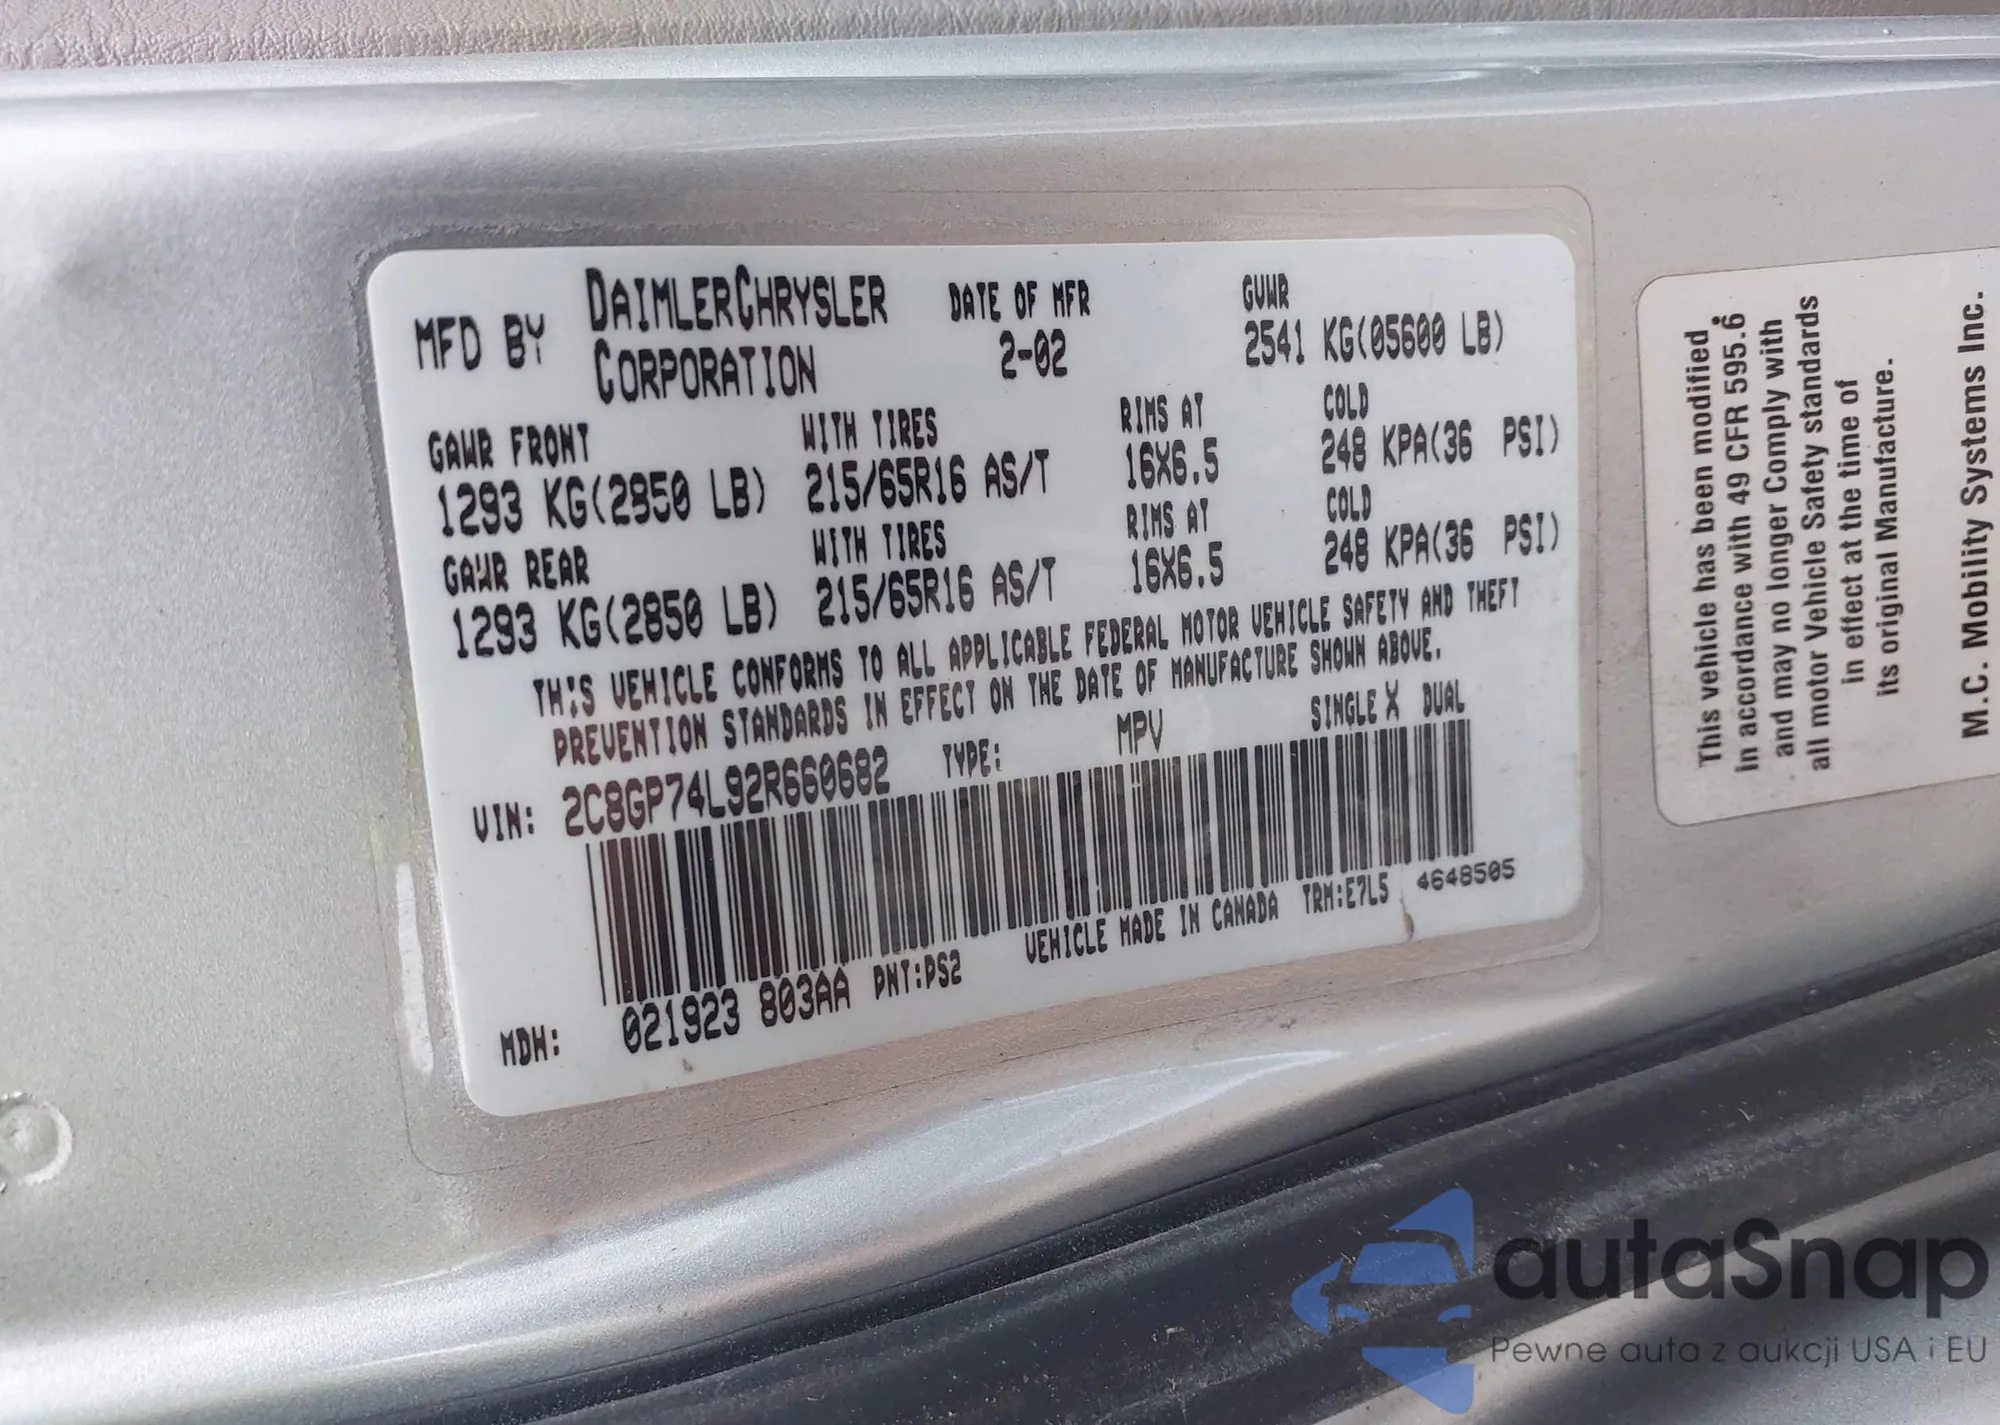 MFD BY DAIMLERCHRYSLER CORPORATION
DATE OF MFR 2-02
GVWR 2541 KG(05600 LB)
GAWR FRONT WITH TIRES RIMS AT COLD
1293 KG(2850 LB) 215/65R16 AS/T 16X6.5 248 KPA(36 PSI)
GAWR REAR WITH TIRES RIMS AT COLD
1293 KG(2850 LB) 215/65R16 AS/T 16X6.5 248 KPA(36 PSI)
THIS VEHICLE CONFORMS TO ALL APPLICABLE FEDERAL MOTOR VEHICLE SAFETY AND THEFT
PREVENTION STANDARDS IN EFFECT ON THE DATE OF MANUFACTURE SHOWN ABOVE.
VIN: 2C8GP74L92R660682 TYPE: MPV SINGLE X DUAL
MDH: 021923 803AA PNT:PS2 VEHICLE MADE IN CANADA TRM:E7L5 4648505
This vehicle has been modified
in accordance with 49 CFR 595.6
and may no longer Comply with
all motor Vehicle Safety standards
in effect at the time of
its original Manufacture.
M.C. Mobility Systems Inc.
autaSnap
Pewne auta z aukcji USA i EU